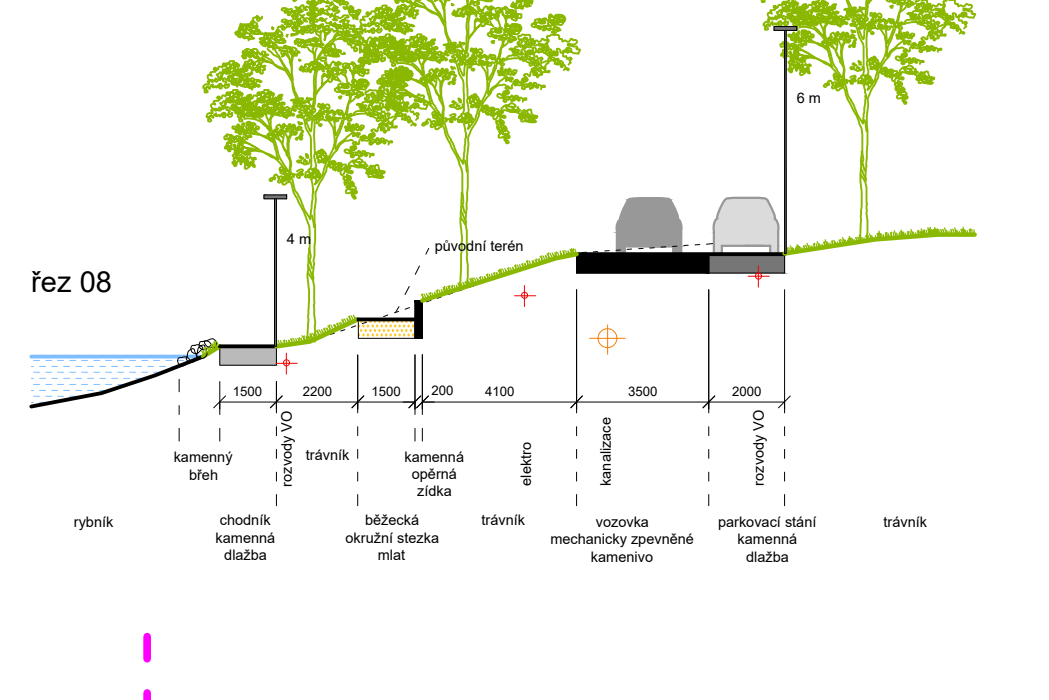 6 m
4 m
původní terén
řez 08
1500
2200
1500
200
4100
3500
2000
rozvody VO
elektro
kanalizace
rozvody VO
kamenný
břeh
trávník
kamenná
opěrná
zídka
rybník
chodník
kamenná
dlažba
běžecká
okružní stezka
mlat
trávník
vozovka
mechanicky zpevněné
kamenivo
parkovací stání
kamenná
dlažba
trávník